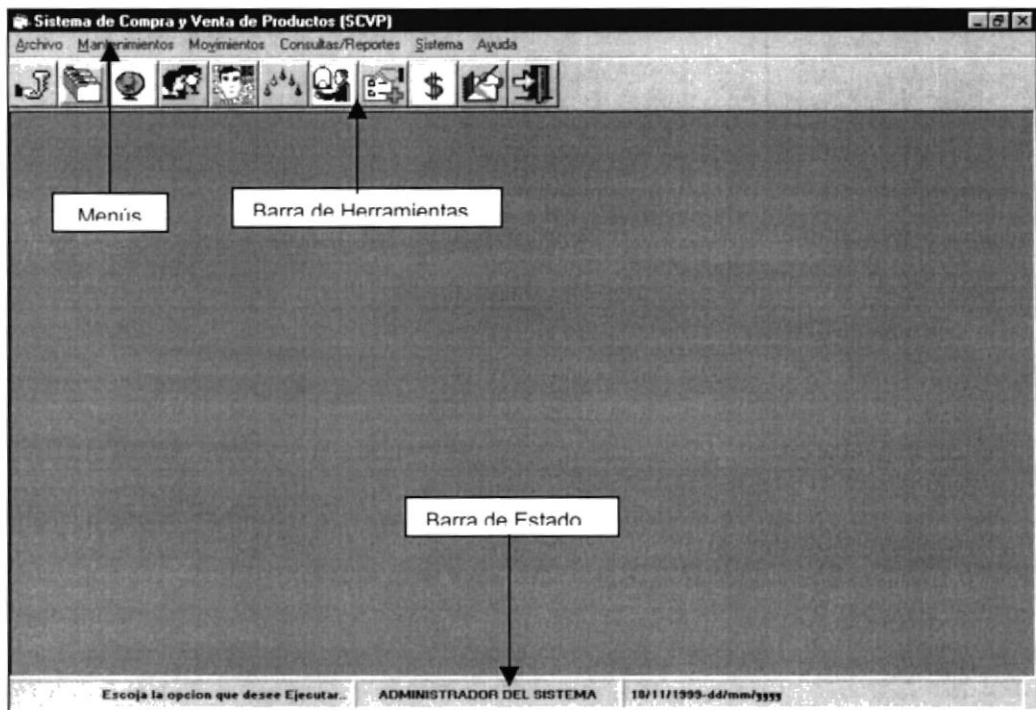 Sistema de Compra y Venta de Productos (SCVP)
Archivo Mantenimientos Movimientos Consultas/Reportes Sistema Ayuda
$
Menús
Barra de Herramientas
Barra de Estado
Escoja la opcion que desee Ejecutar.. ADMINISTRADOR DEL SISTEMA 18/11/1999-dd/mm/yyyy